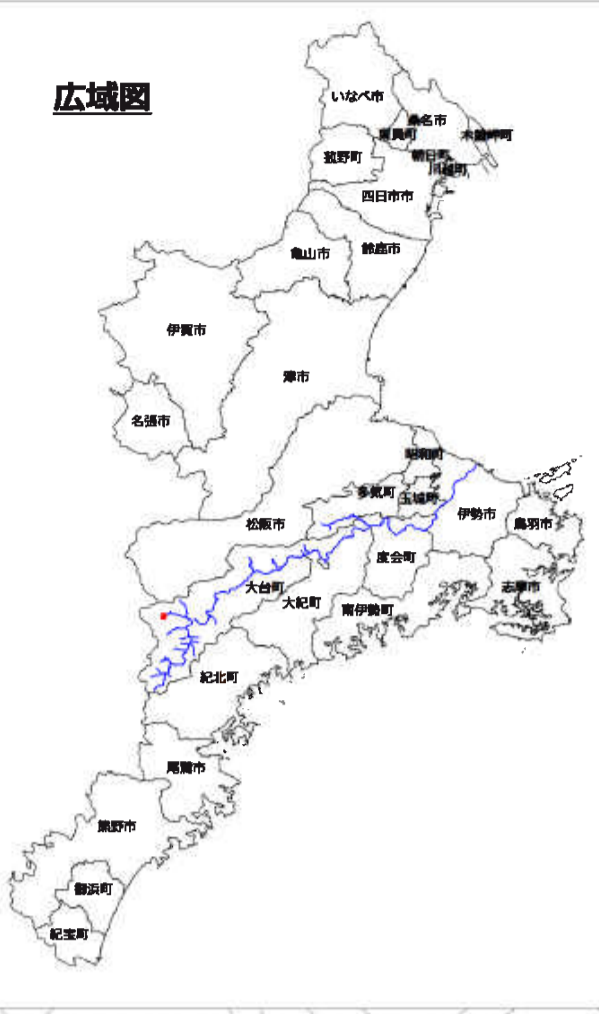 広域図
いなべ市
桑名市
東員町
木曽岬町
朝日町
川越町
菰野町
四日市市
鈴鹿市
亀山市
伊賀市
津市
名張市
明和町
多気町
玉城町
伊勢市
鳥羽市
松阪市
度会町
志摩市
大台町
大紀町
南伊勢町
紀北町
尾鷲市
熊野市
御浜町
紀宝町